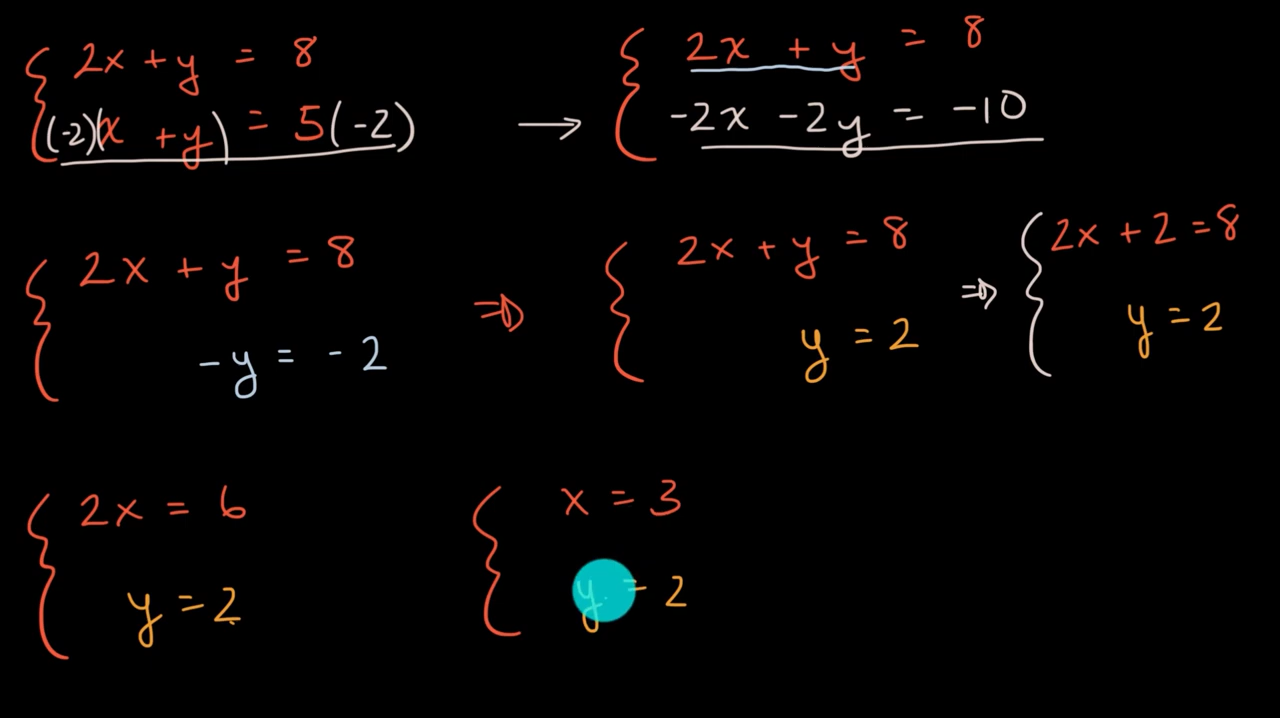 2x + y = 8
(-2)(x + y) = 5(-2)
→
2x + y = 8
-2x - 2y = -10
2x + y = 8
-y = -2
⇒
2x + y = 8
y = 2
⇒
2x + 2 = 8
y = 2
2x = 6
y = 2
x = 3
y = 2